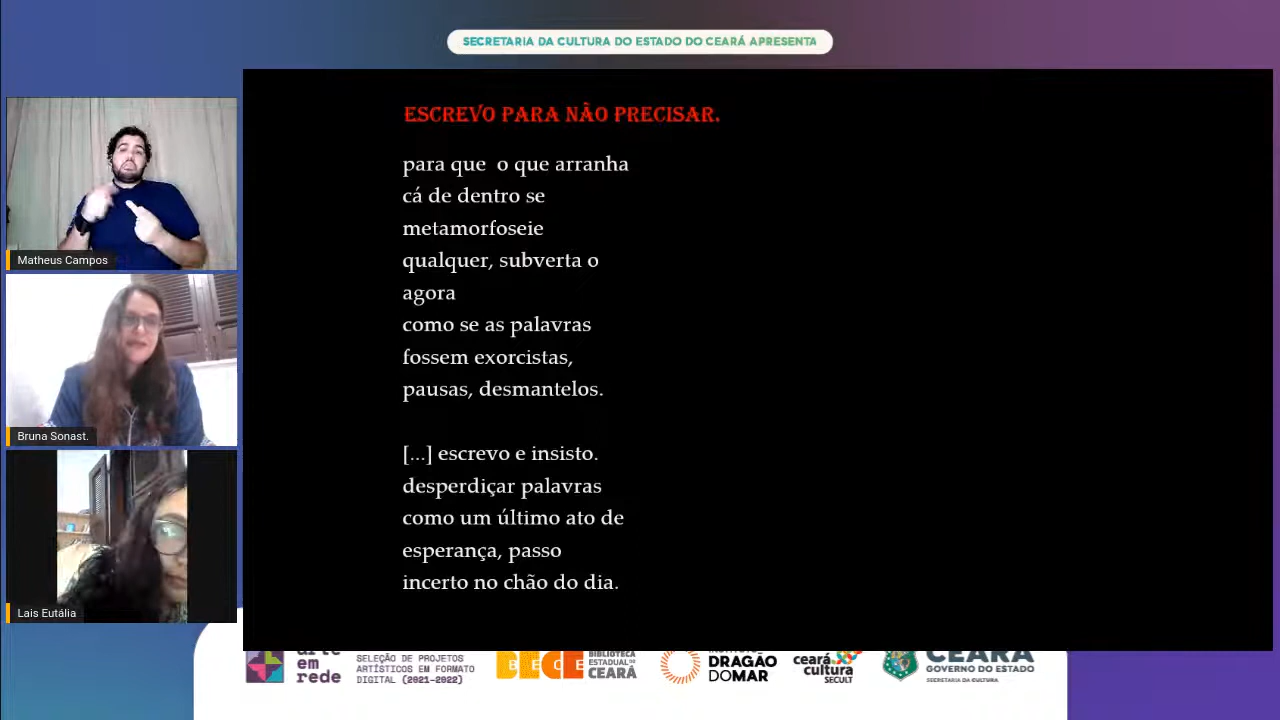 SECRETARIA DA CULTURA DO ESTADO DO CEARÁ APRESENTA
ESCREVO PARA NÃO PRECISAR.
para que o que arranha
cá de dentro se
metamorfoseie
qualquer, subverta o
agora
como se as palavras
fossem exorcistas,
pausas, desmantelos.
[...] escrevo e insisto.
desperdiçar palavras
como um último ato de
esperança, passo
incerto no chão do dia.
Matheus Campos
Bruna Sonast.
Lais Eutália
arte
em
rede
SELEÇÃO DE PROJETOS
ARTÍSTICOS EM FORMATO
DIGITAL (2021-2022)
BECE
BIBLIOTECA
ESTADUAL DO
CEARÁ
DRAGÃO
DOMAR
ceará
cultura
SECULT
CEARÁ
GOVERNO DO ESTADO
SECRETARIA DA CULTURA